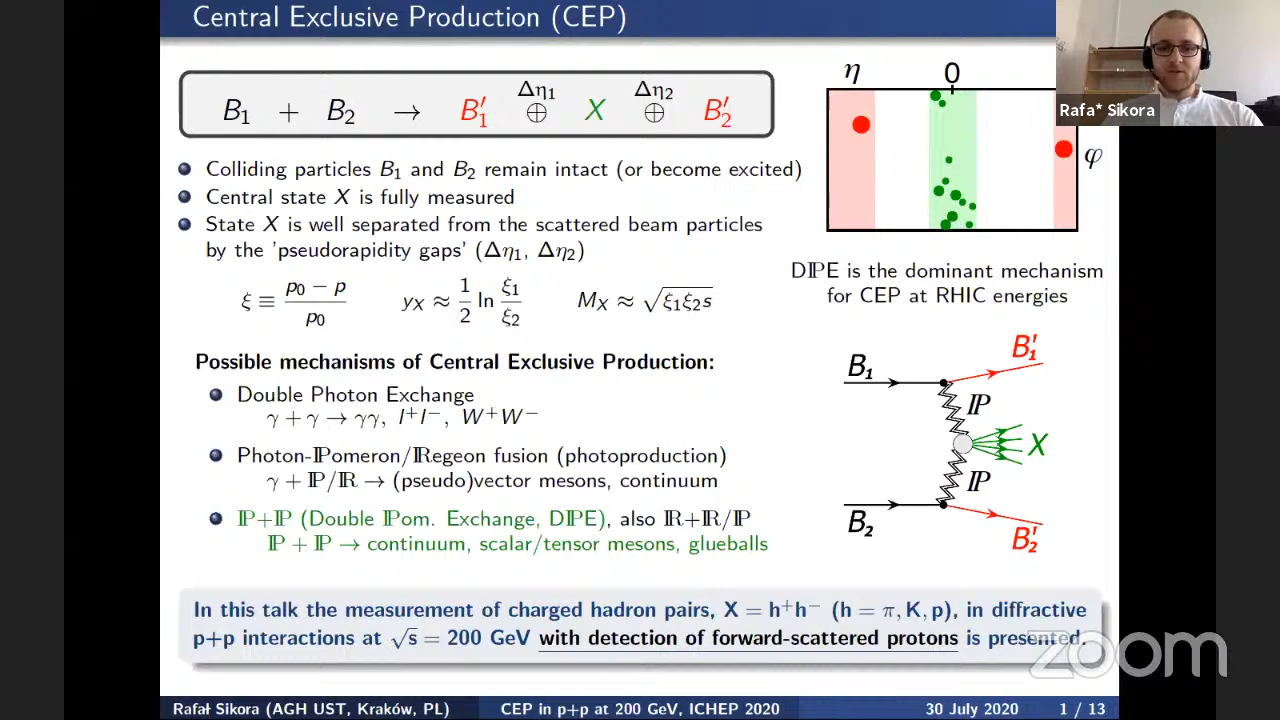 Central Exclusive Production (CEP)
B₁ + B₂ → B′₁ ⊕ X ⊕ B′₂
Δη₁ Δη₂
η 0
φ
Rafa* Sikora
Colliding particles B₁ and B₂ remain intact (or become excited)
Central state X is fully measured
State X is well separated from the scattered beam particles
by the 'pseudorapidity gaps' (Δη₁, Δη₂)
ξ ≡ (p₀ − p)/p₀ y_X ≈ 1/2 ln ξ₁/ξ₂ M_X ≈ √(ξ₁ξ₂s)
DℙE is the dominant mechanism
for CEP at RHIC energies
Possible mechanisms of Central Exclusive Production:
Double Photon Exchange
γ + γ → γγ, l⁺l⁻, W⁺W⁻
Photon-ℙomeron/ℝegeon fusion (photoproduction)
γ + ℙ/ℝ → (pseudo)vector mesons, continuum
ℙ+ℙ (Double ℙom. Exchange, DℙE), also ℝ+ℝ/ℙ
ℙ + ℙ → continuum, scalar/tensor mesons, glueballs
B₁ B′₁
ℙ
X
ℙ
B₂ B′₂
In this talk the measurement of charged hadron pairs, X = h⁺h⁻ (h = π, K, p), in diffractive
p+p interactions at √s = 200 GeV with detection of forward-scattered protons is presented.
zoom
Rafał Sikora (AGH UST, Kraków, PL) CEP in p+p at 200 GeV, ICHEP 2020 30 July 2020 1 / 13